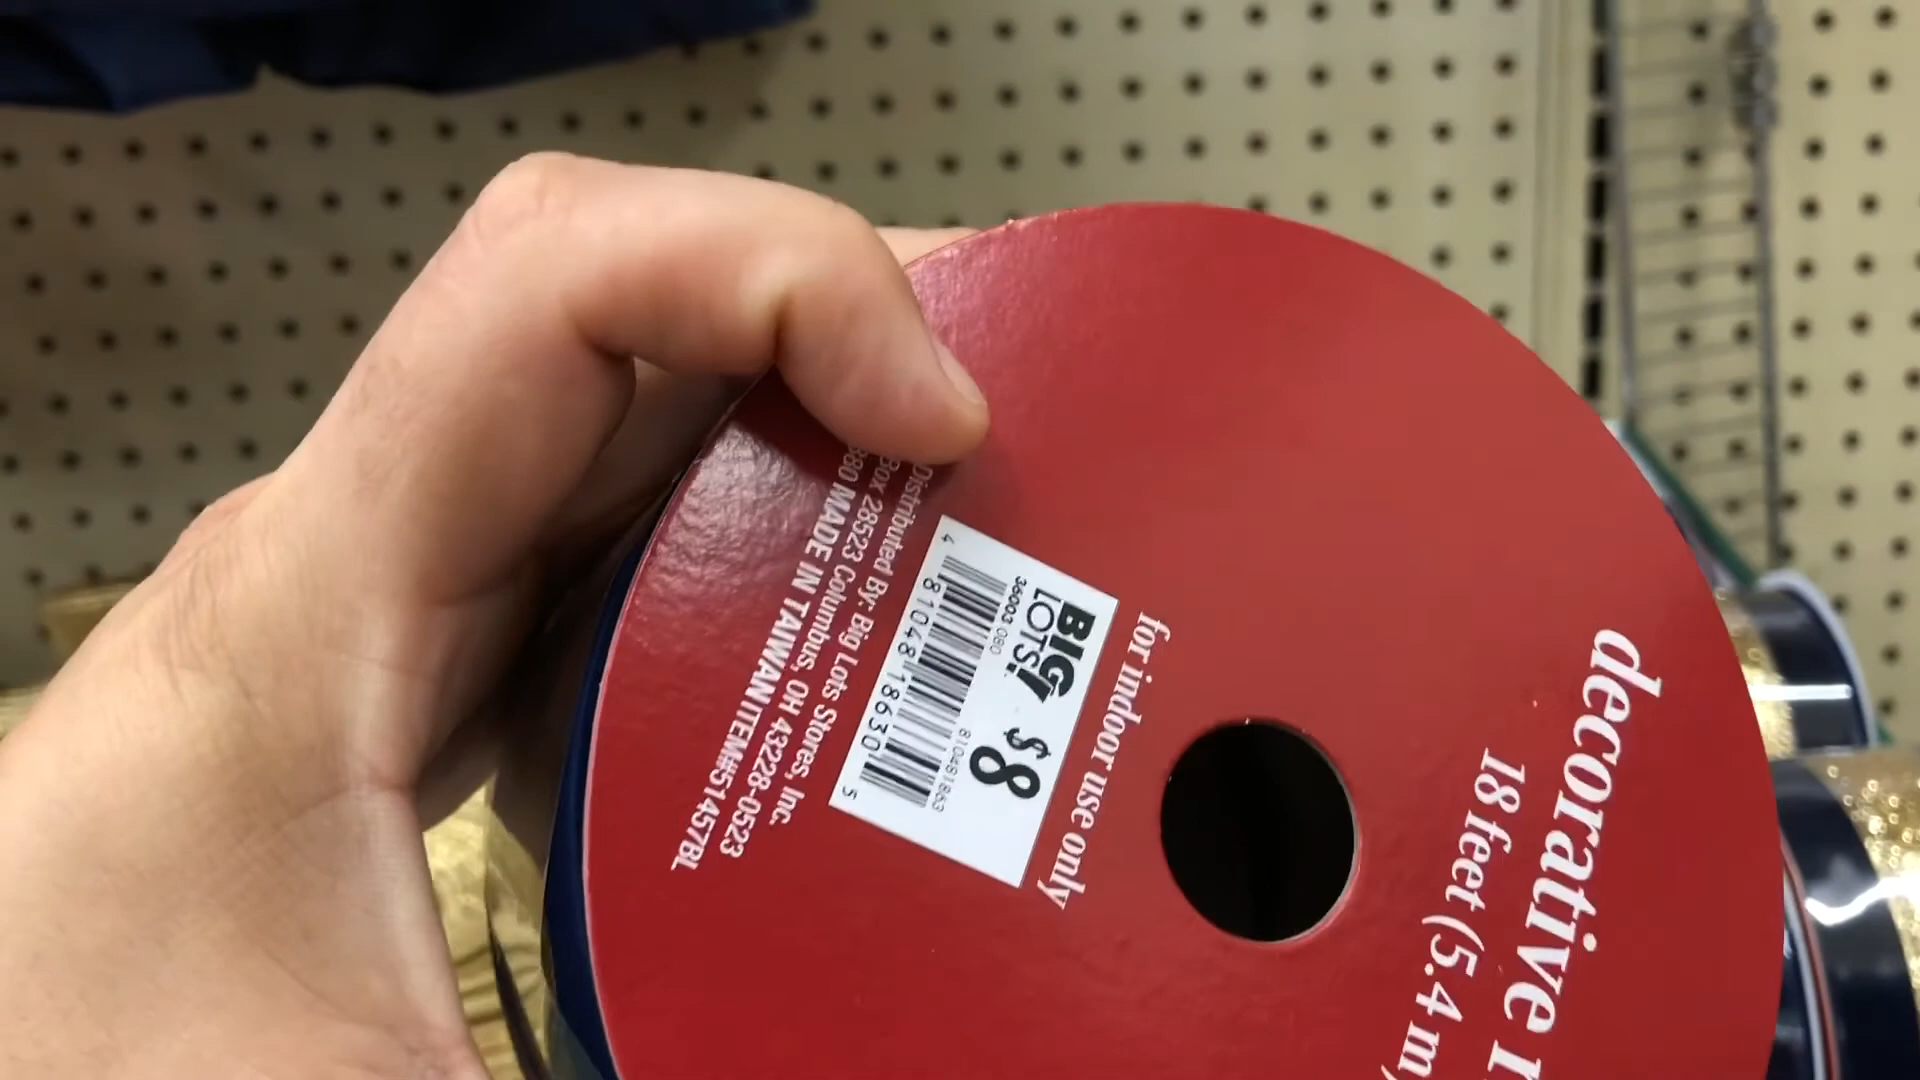 decorative
18 feet (5.4 m
for indoor use only
BIG
LOTS!
$8
36003 080
810481863
4 81048 18630 5
Distributed By: Big Lots Stores, Inc.
Box 28523 Columbus, OH 43228-0523
MADE IN TAIWAN ITEM#51457BL